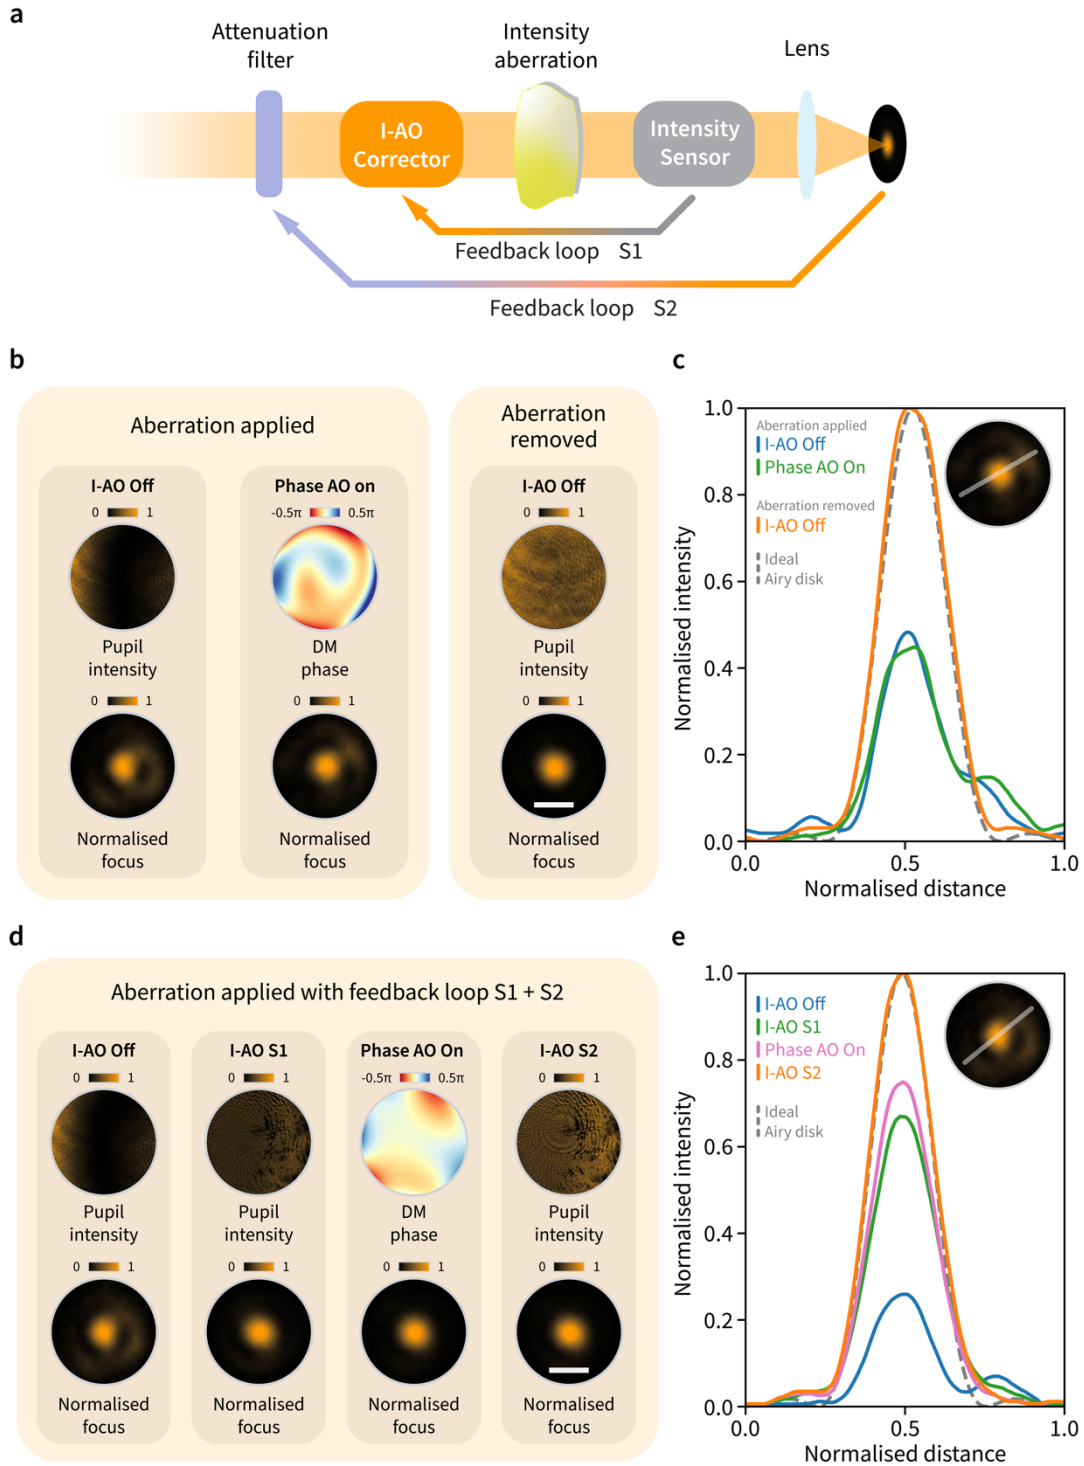 a
Attenuation
filter
Intensity
aberration
Lens
I-AO
Corrector
Intensity
Sensor
Feedback loop S1
Feedback loop S2
b
Aberration applied
Aberration
removed
I-AO Off
0 1
Pupil
intensity
0 1
Normalised
focus
Phase AO on
-0.5π 0.5π
DM
phase
0 1
Normalised
focus
I-AO Off
0 1
Pupil
intensity
0 1
Normalised
focus
c
Normalised intensity
1.0
0.8
0.6
0.4
0.2
0.0
Aberration applied
I-AO Off
Phase AO On
Aberration removed
I-AO Off
Ideal
Airy disk
0.0 0.5 1.0
Normalised distance
d
Aberration applied with feedback loop S1 + S2
I-AO Off
0 1
Pupil
intensity
0 1
Normalised
focus
I-AO S1
0 1
Pupil
intensity
0 1
Normalised
focus
Phase AO On
-0.5π 0.5π
DM
phase
0 1
Normalised
focus
I-AO S2
0 1
Pupil
intensity
0 1
Normalised
focus
e
Normalised intensity
1.0
0.8
0.6
0.4
0.2
0.0
I-AO Off
I-AO S1
Phase AO On
I-AO S2
Ideal
Airy disk
0.0 0.5 1.0
Normalised distance